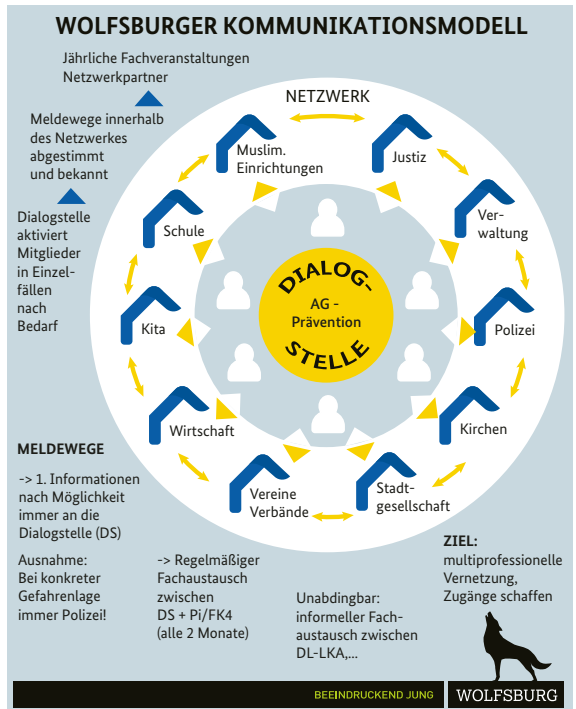 WOLFSBURGER KOMMUNIKATIONSMODELL
Jährliche Fachveranstaltungen
Netzwerkpartner
Meldewege innerhalb
des Netzwerkes
abgestimmt
und bekannt
Dialogstelle
aktiviert
Mitglieder
in Einzel-
fällen
nach
Bedarf
NETZWERK
Muslim.
Einrichtungen
Justiz
Ver-
waltung
Polizei
Kirchen
Stadt-
gesellschaft
Vereine
Verbände
Wirtschaft
Kita
Schule
DIALOG-
AG -
Prävention
STELLE
MELDEWEGE
-> 1. Informationen
nach Möglichkeit
immer an die
Dialogstelle (DS)
Ausnahme:
Bei konkreter
Gefahrenlage
immer Polizei!
-> Regelmäßiger
Fachaustausch
zwischen
DS + Pi/FK4
(alle 2 Monate)
Unabdingbar:
informeller Fach-
austausch zwischen
DL-LKA,...
ZIEL:
multiprofessionelle
Vernetzung,
Zugänge schaffen
BEEINDRUCKEND JUNG
WOLFSBURG